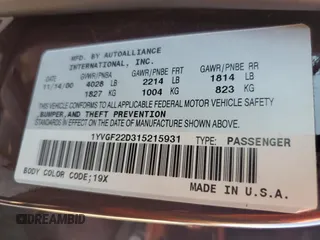 MFD. BY AUTOALLIANCE
INTERNATIONAL, INC.
GVWR/PNBA GAWR/PNBE FRT GAWR/PNBE RR
11/14/00 4028 LB 2214 LB 1814 LB
1827 KG 1004 KG 823 KG
THIS VEHICLE CONFORMS TO ALL APPLICABLE FEDERAL MOTOR VEHICLE SAFETY,
BUMPER, AND THEFT PREVENTION
STANDARDS IN EFFECT ON THE DATE OF MANUFACTURE SHOWN ABOVE.
1YVGF22D315215931 TYPE: PASSENGER
BODY COLOR CODE:19X
MADE IN U.S.A.
DREAMBID